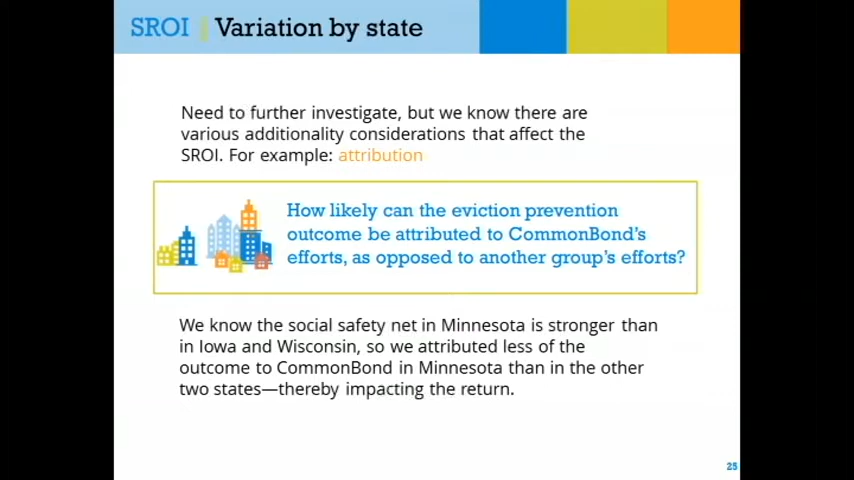 SROI | Variation by state
Need to further investigate, but we know there are
various additionality considerations that affect the
SROI. For example: attribution
How likely can the eviction prevention
outcome be attributed to CommonBond's
efforts, as opposed to another group's efforts?
We know the social safety net in Minnesota is stronger than
in Iowa and Wisconsin, so we attributed less of the
outcome to CommonBond in Minnesota than in the other
two states—thereby impacting the return.
25